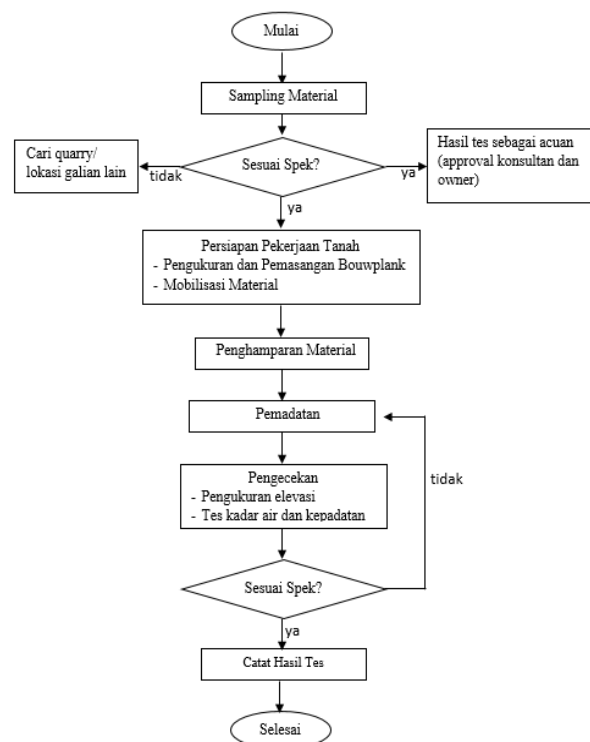 Mulai
Sampling Material
Cari quarry/
lokasi galian lain
tidak
Sesuai Spek?
ya
Hasil tes sebagai acuan
(approval konsultan dan
owner)
ya
Persiapan Pekerjaan Tanah
- Pengukuran dan Pemasangan Bouwplank
- Mobilisasi Material
Penghamparan Material
Pemadatan
Pengecekan
- Pengukuran elevasi
- Tes kadar air dan kepadatan
tidak
Sesuai Spek?
ya
Catat Hasil Tes
Selesai